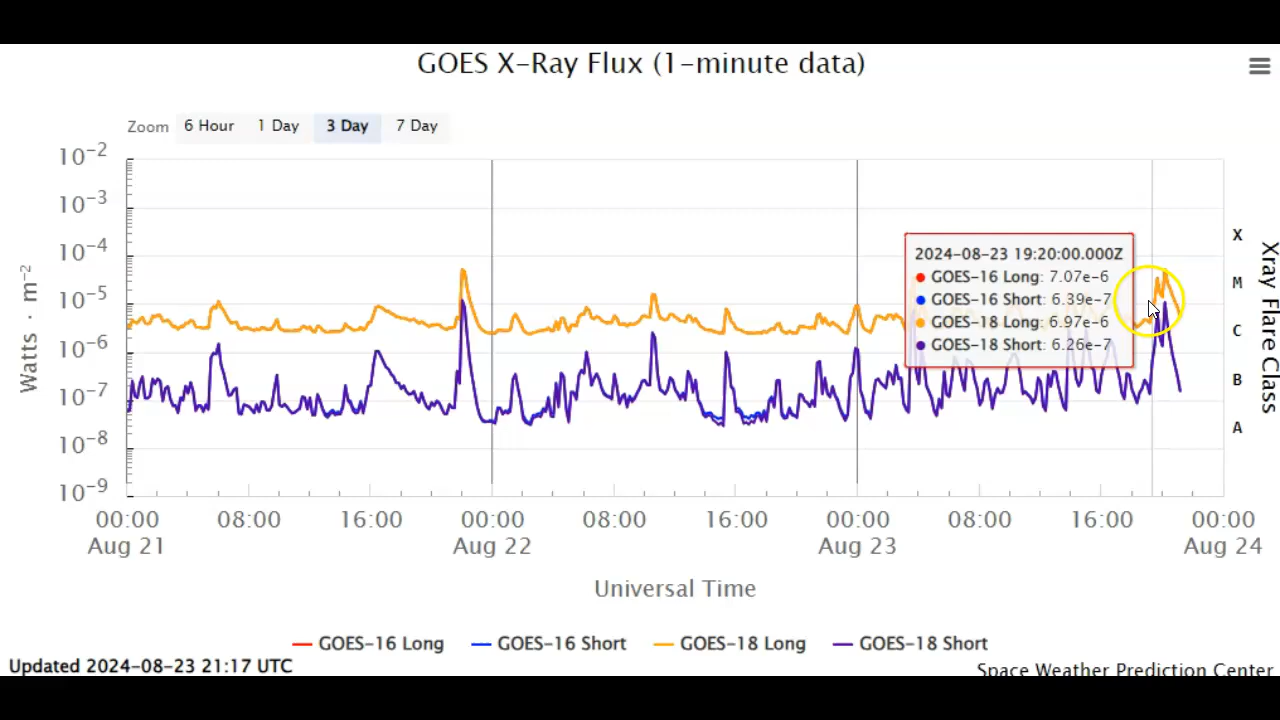 GOES X-Ray Flux (1-minute data)
Zoom 6 Hour 1 Day 3 Day 7 Day
10⁻²
10⁻³
10⁻⁴
10⁻⁵
10⁻⁶
10⁻⁷
10⁻⁸
10⁻⁹
Watts · m⁻²
2024-08-23 19:20:00.000Z
GOES-16 Long: 7.07e-6
GOES-16 Short: 6.39e-7
GOES-18 Long: 6.97e-6
GOES-18 Short: 6.26e-7
X
M
C
B
A
Xray Flare Class
00:00 08:00 16:00 00:00 08:00 16:00 00:00 08:00 16:00 00:00
Aug 21 Aug 22 Aug 23 Aug 24
Universal Time
GOES-16 Long GOES-16 Short GOES-18 Long GOES-18 Short
Updated 2024-08-23 21:17 UTC
Space Weather Prediction Center